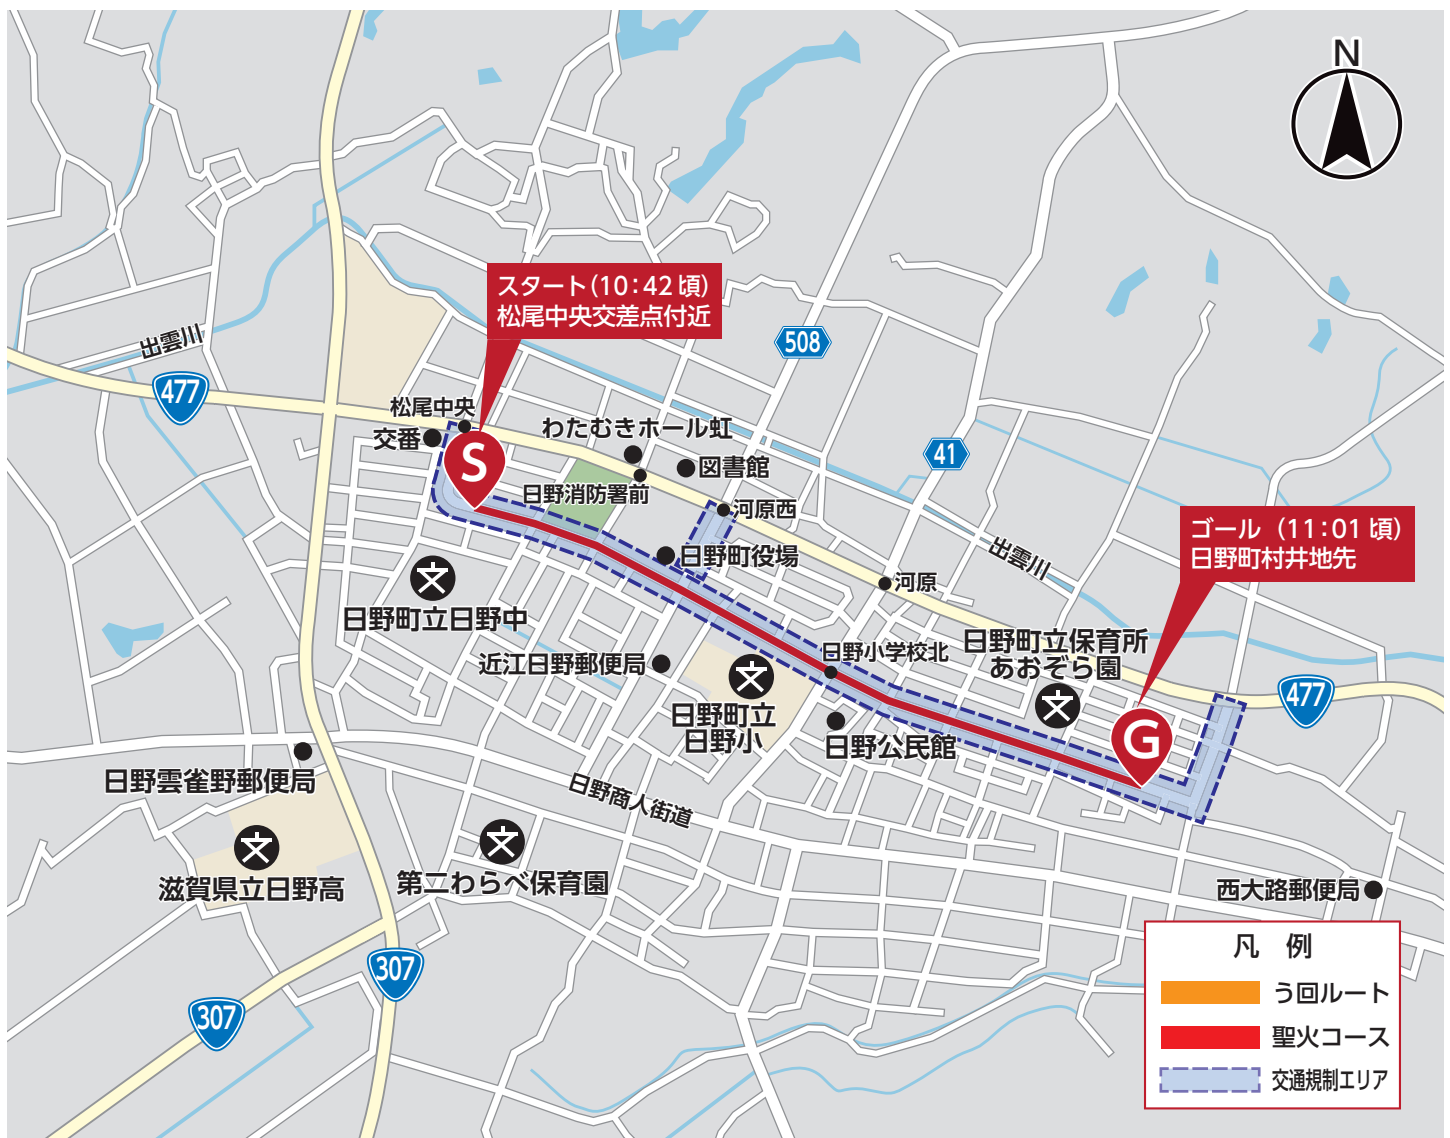 N
スタート(10:42頃)
松尾中央交差点付近
508
出雲川
477
松尾中央
交番
わたむきホール虹
41
S
図書館
日野消防署前
河原西
ゴール (11:01頃)
日野町村井地先
出雲川
日野町役場
河原
日野町立日野中
日野町立保育所
あおぞら園
日野小学校北
近江日野郵便局
477
日野町立
日野小
G
日野公民館
日野雲雀野郵便局
日野商人街道
滋賀県立日野高
第二わらべ保育園
西大路郵便局
307
307
凡 例
う回ルート
聖火コース
交通規制エリア